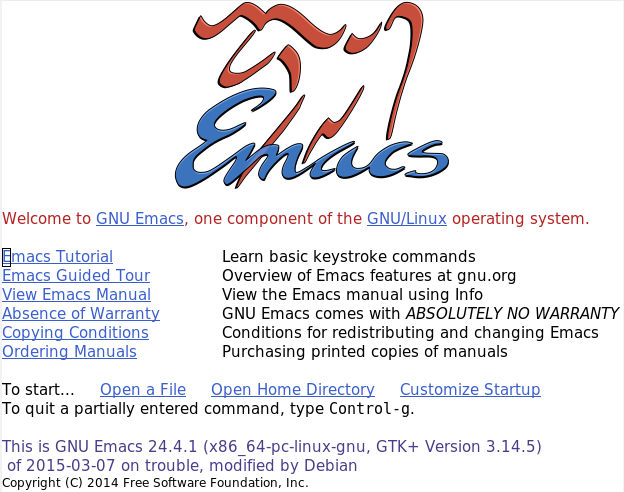 Emacs
Welcome to GNU Emacs, one component of the GNU/Linux operating system.
Emacs Tutorial Learn basic keystroke commands
Emacs Guided Tour Overview of Emacs features at gnu.org
View Emacs Manual View the Emacs manual using Info
Absence of Warranty GNU Emacs comes with ABSOLUTELY NO WARRANTY
Copying Conditions Conditions for redistributing and changing Emacs
Ordering Manuals Purchasing printed copies of manuals
To start... Open a File Open Home Directory Customize Startup
To quit a partially entered command, type Control-g.
This is GNU Emacs 24.4.1 (x86_64-pc-linux-gnu, GTK+ Version 3.14.5)
of 2015-03-07 on trouble, modified by Debian
Copyright (C) 2014 Free Software Foundation, Inc.